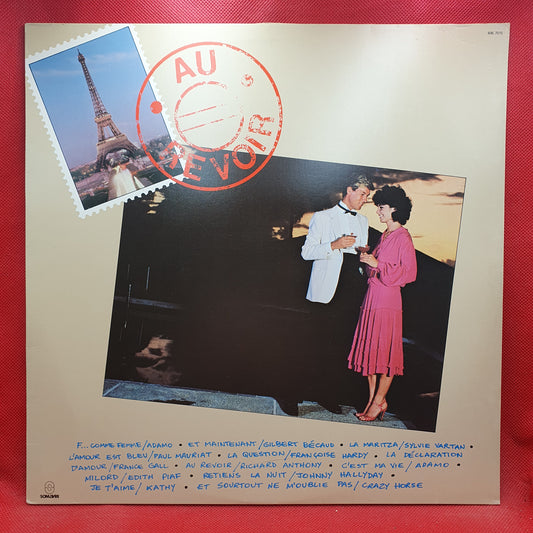 AU
REVOIR
F... COMME FEMME/ADAMO • ET MAINTENANT/GILBERT BÉCAUD • LA MARITZA/SYLVIE VARTAN •
L'AMOUR EST BLEU/PAUL MAURIAT • LA QUESTION/FRANÇOISE HARDY • LA DÉCLARATION
D'AMOUR/FRANCE GALL • AU REVOIR/RICHARD ANTHONY • C'EST MA VIE/ADAMO •
MILORD/EDITH PIAF • RETIENS LA NUIT/JOHNNY HALLYDAY •
JE T'AIME/KATHY • ET SOURTOUT NE M'OUBLIE PAS/CRAZY HORSE
SOMLIVRE